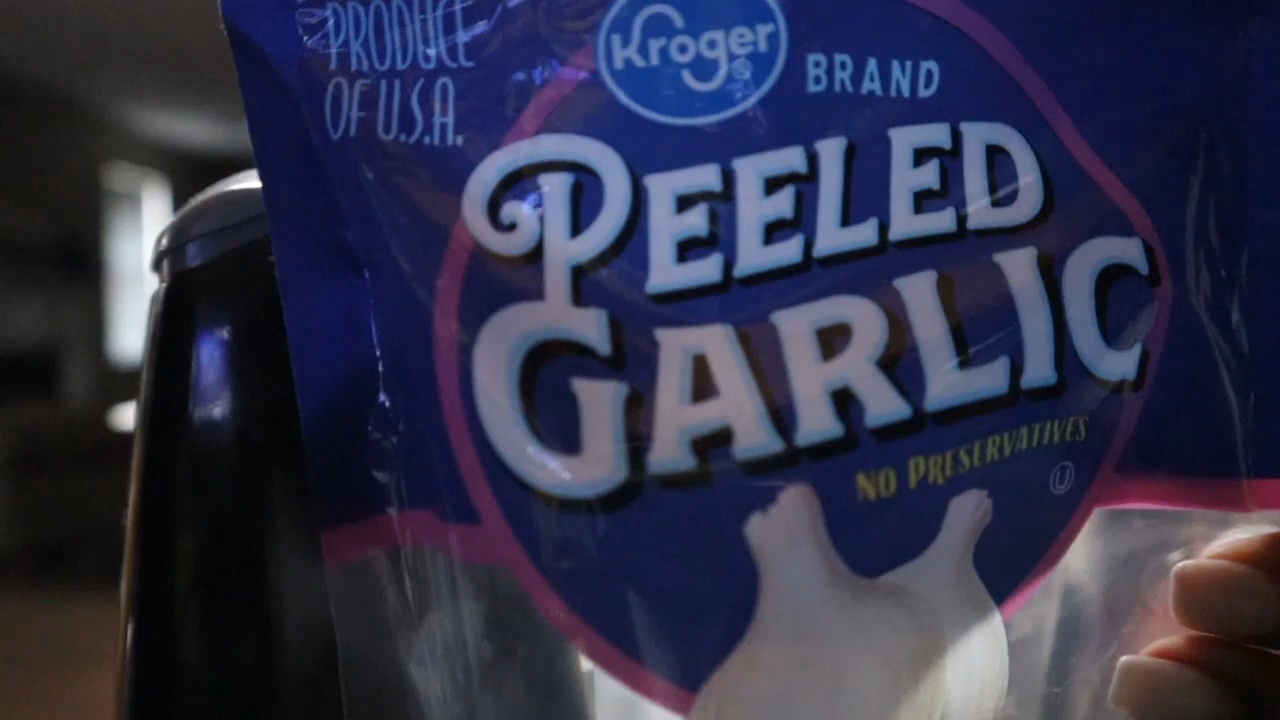 PRODUCE
OF U.S.A.
Kroger®
BRAND
PEELED
GARLIC
NO PRESERVATIVES
U